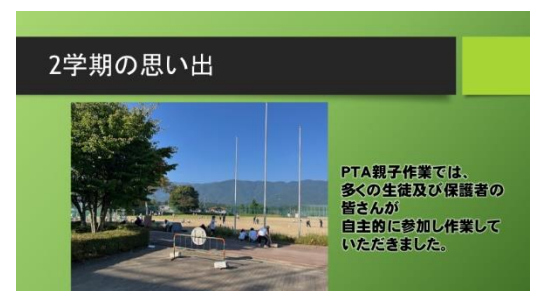 2学期の思い出
PTA親子作業では、
多くの生徒及び保護者の
皆さんが
自主的に参加し作業して
いただきました。